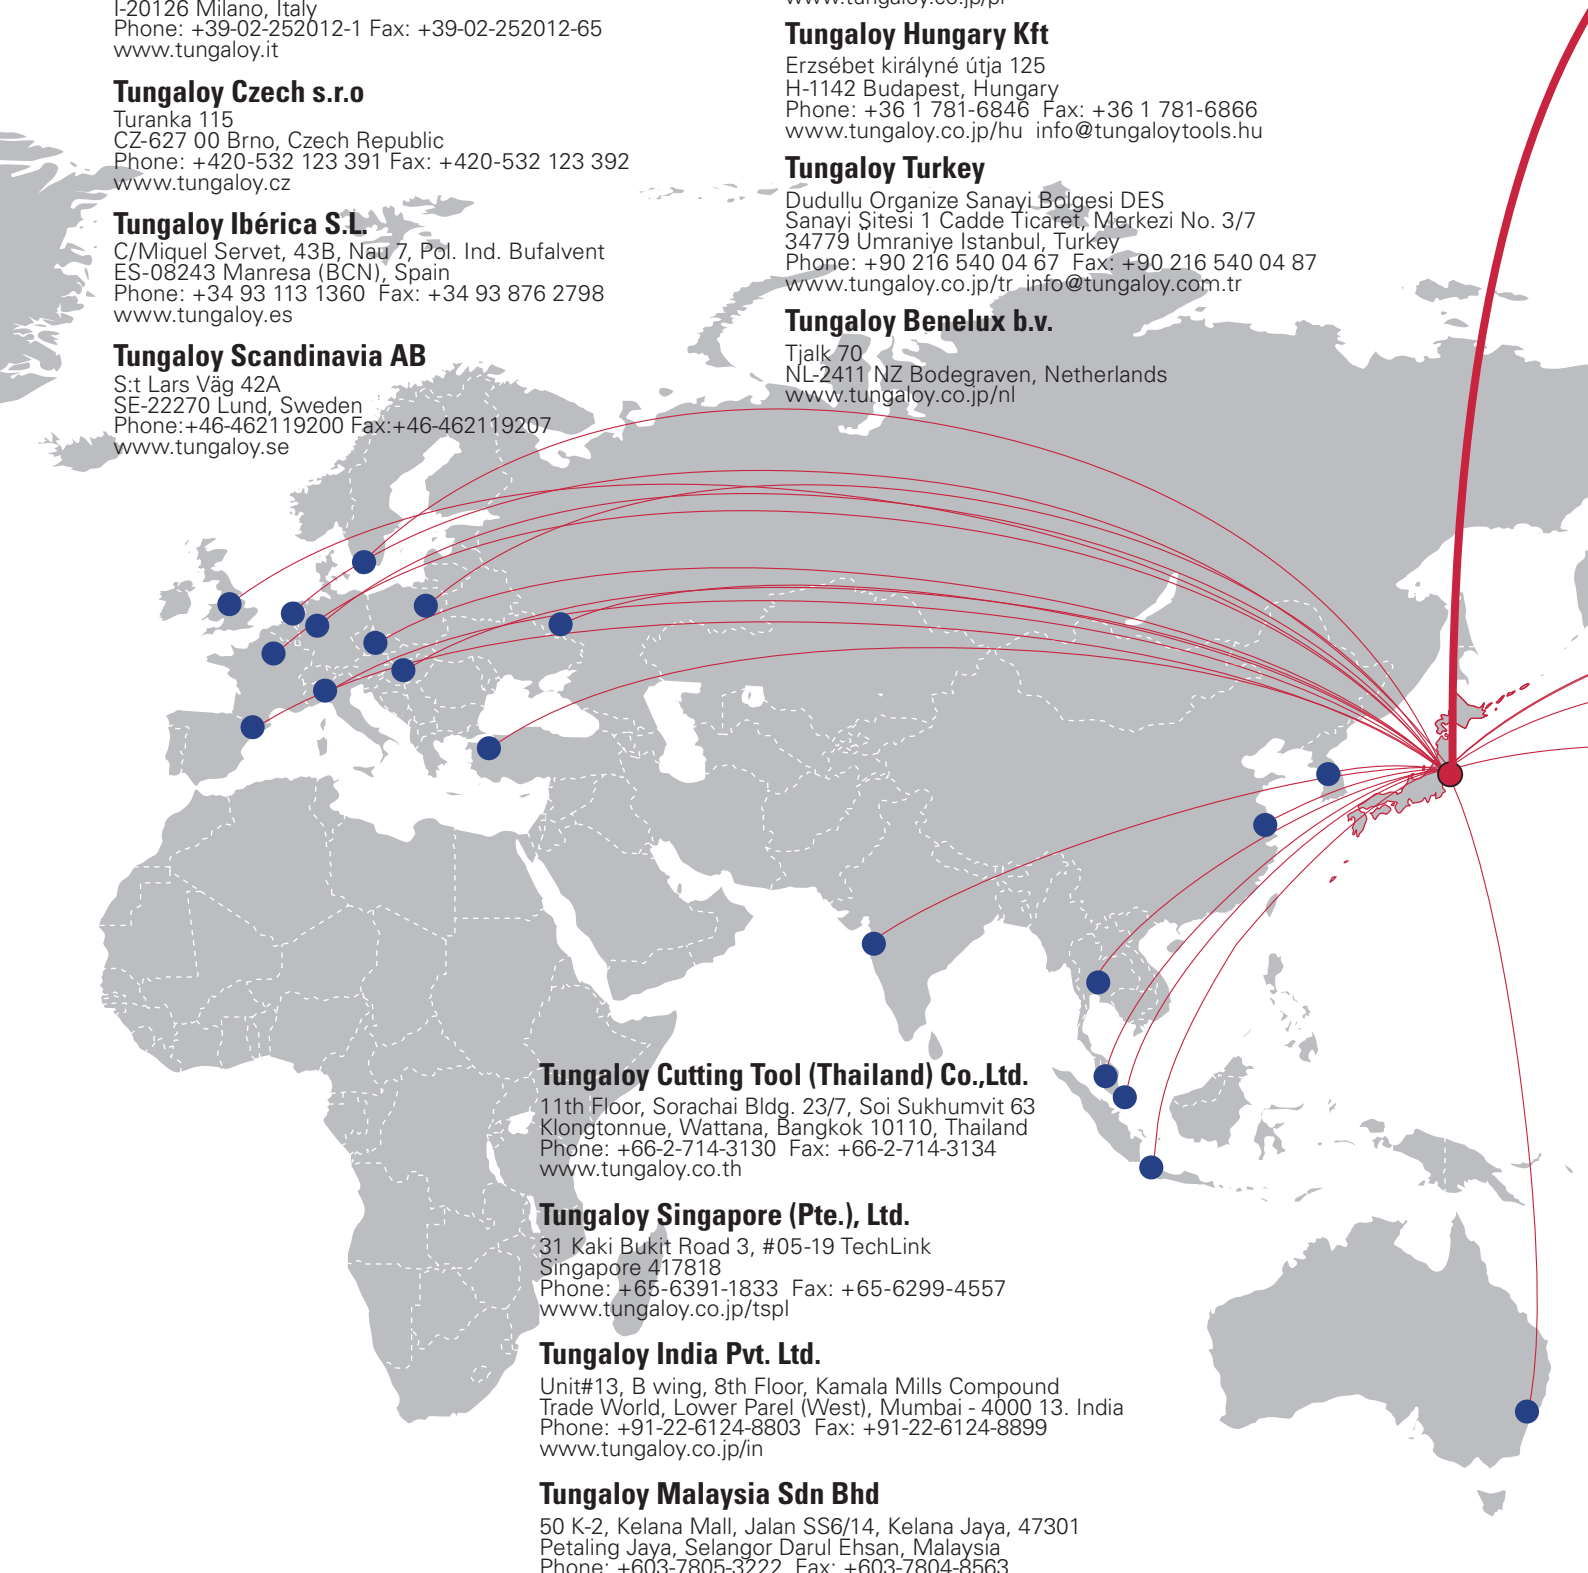 I-20126 Milano, Italy
Phone: +39-02-252012-1 Fax: +39-02-252012-65
www.tungaloy.it
Tungaloy Czech s.r.o
Turanka 115
CZ-627 00 Brno, Czech Republic
Phone: +420-532 123 391 Fax: +420-532 123 392
www.tungaloy.cz
Tungaloy Ibérica S.L.
C/Miquel Servet, 43B, Nau 7, Pol. Ind. Bufalvent
ES-08243 Manresa (BCN), Spain
Phone: +34 93 113 1360 Fax: +34 93 876 2798
www.tungaloy.es
Tungaloy Scandinavia AB
S:t Lars Väg 42A
SE-22270 Lund, Sweden
Phone:+46-462119200 Fax:+46-462119207
www.tungaloy.se
www.tungaloy.co.jp/pl
Tungaloy Hungary Kft
Erzsébet királyné útja 125
H-1142 Budapest, Hungary
Phone: +36 1 781-6846 Fax: +36 1 781-6866
www.tungaloy.co.jp/hu info@tungaloytools.hu
Tungaloy Turkey
Dudullu Organize Sanayi Bolgesi DES
Sanayi Sitesi 1 Cadde Ticaret, Merkezi No. 3/7
34779 Ümraniye Istanbul, Turkey
Phone: +90 216 540 04 67 Fax: +90 216 540 04 87
www.tungaloy.co.jp/tr info@tungaloy.com.tr
Tungaloy Benelux b.v.
Tjalk 70
NL-2411 NZ Bodegraven, Netherlands
www.tungaloy.co.jp/nl
Tungaloy Cutting Tool (Thailand) Co.,Ltd.
11th Floor, Sorachai Bldg. 23/7, Soi Sukhumvit 63
Klongtonnue, Wattana, Bangkok 10110, Thailand
Phone: +66-2-714-3130 Fax: +66-2-714-3134
www.tungaloy.co.th
Tungaloy Singapore (Pte.), Ltd.
31 Kaki Bukit Road 3, #05-19 TechLink
Singapore 417818
Phone: +65-6391-1833 Fax: +65-6299-4557
www.tungaloy.co.jp/tspl
Tungaloy India Pvt. Ltd.
Unit#13, B wing, 8th Floor, Kamala Mills Compound
Trade World, Lower Parel (West), Mumbai - 4000 13. India
Phone: +91-22-6124-8803 Fax: +91-22-6124-8899
www.tungaloy.co.jp/in
Tungaloy Malaysia Sdn Bhd
50 K-2, Kelana Mall, Jalan SS6/14, Kelana Jaya, 47301
Petaling Jaya, Selangor Darul Ehsan, Malaysia
Phone: +603-7805-3222 Fax: +603-7804-8563